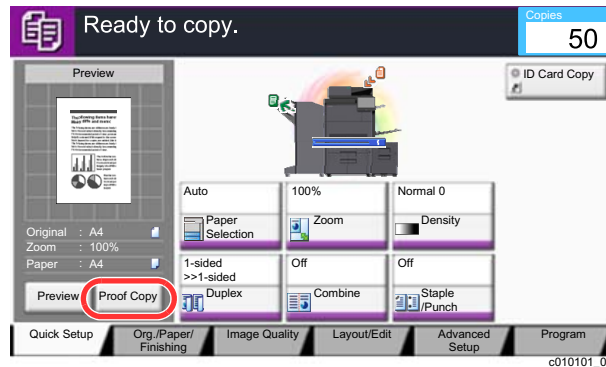 Ready to copy.
Copies
50
Preview
ID Card Copy
Original : A4
Zoom : 100%
Paper : A4
Preview
Proof Copy
Auto
Paper
Selection
100%
Zoom
Normal 0
Density
1-sided
>>1-sided
Duplex
Off
Combine
Off
Staple
/Punch
Quick Setup
Org./Paper/
Finishing
Image Quality
Layout/Edit
Advanced
Setup
Program
c010101_0